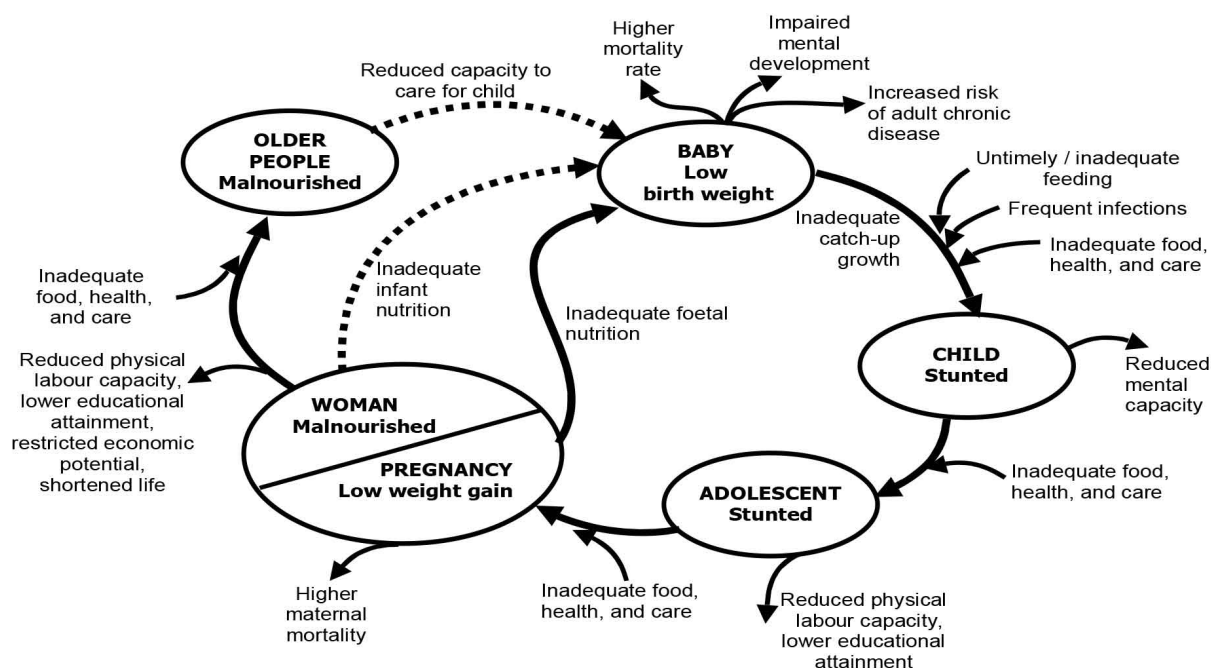 Higher
mortality
rate
Impaired
mental
development
Increased risk
of adult chronic
disease
Reduced capacity to
care for child
OLDER
PEOPLE
Malnourished
BABY
Low
birth weight
Untimely / inadequate
feeding
Frequent infections
Inadequate food,
health, and care
Inadequate
catch-up
growth
Inadequate
food, health,
and care
Inadequate
infant
nutrition
Inadequate foetal
nutrition
CHILD
Stunted
Reduced
mental
capacity
Reduced physical
labour capacity,
lower educational
attainment,
restricted economic
potential,
shortened life
WOMAN
Malnourished
PREGNANCY
Low weight gain
ADOLESCENT
Stunted
Inadequate food,
health, and care
Higher
maternal
mortality
Inadequate food,
health, and care
Reduced physical
labour capacity,
lower educational
attainment